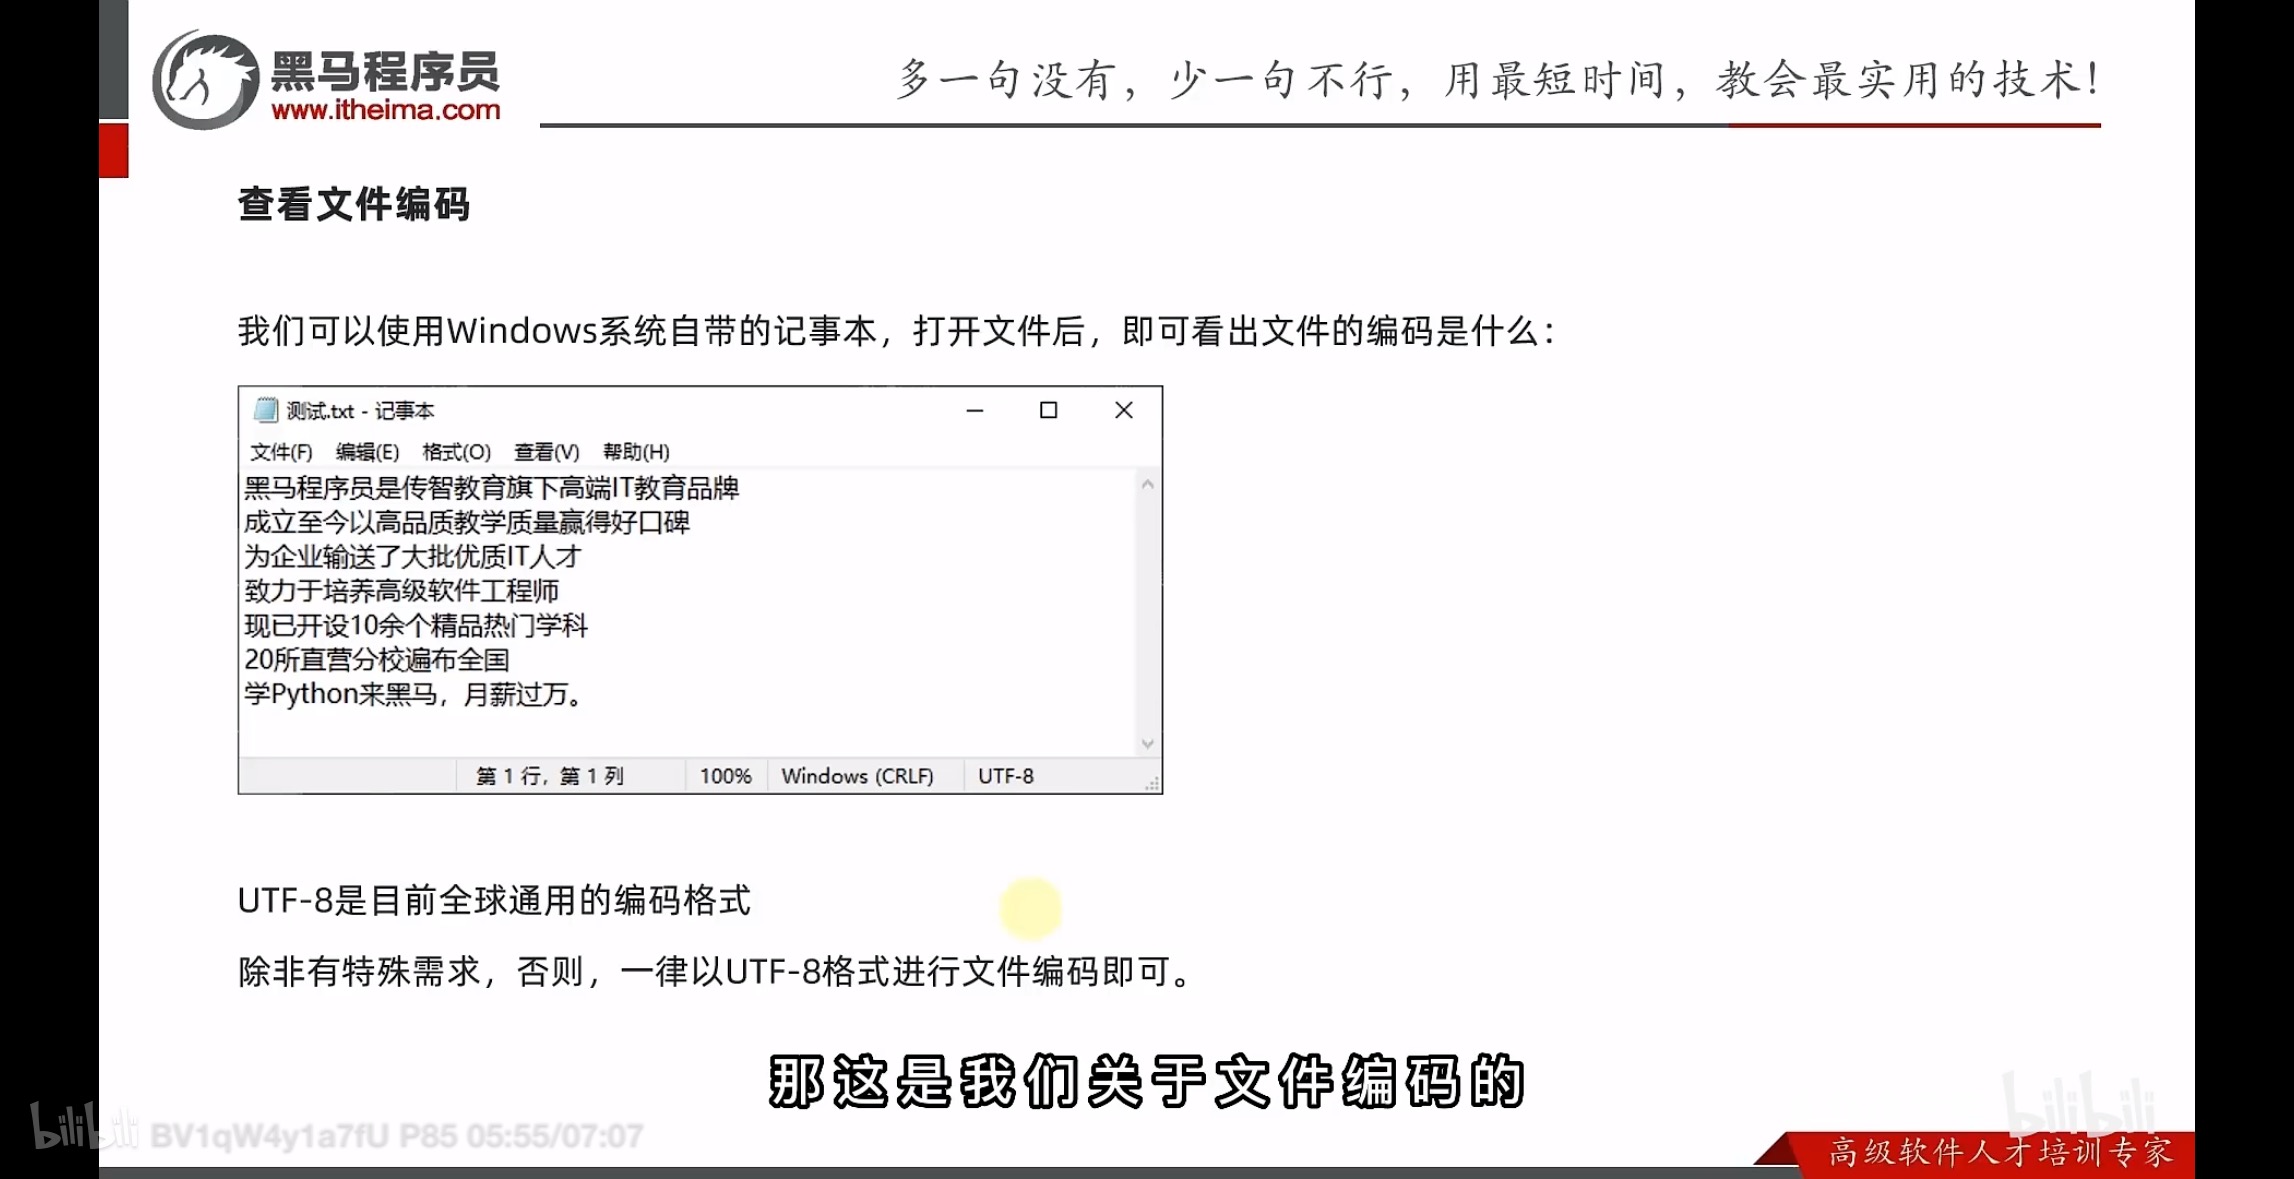 黑马程序员
www.itheima.com
多一句没有，少一句不行，用最短时间，教会最实用的技术！
查看文件编码
我们可以使用Windows系统自带的记事本，打开文件后，即可看出文件的编码是什么：
测试.txt - 记事本
文件(F) 编辑(E) 格式(O) 查看(V) 帮助(H)
黑马程序员是传智教育旗下高端IT教育品牌
成立至今以高品质教学质量赢得好口碑
为企业输送了大批优质IT人才
致力于培养高级软件工程师
现已开设10余个精品热门学科
20所直营分校遍布全国
学Python来黑马，月薪过万。
第 1 行，第 1 列 100% Windows (CRLF) UTF-8
UTF-8是目前全球通用的编码格式
除非有特殊需求，否则，一律以UTF-8格式进行文件编码即可。
那这是我们关于文件编码的
bilibili BV1qW4y1a7fU P85 05:55/07:07
bilibili
高级软件人才培训专家